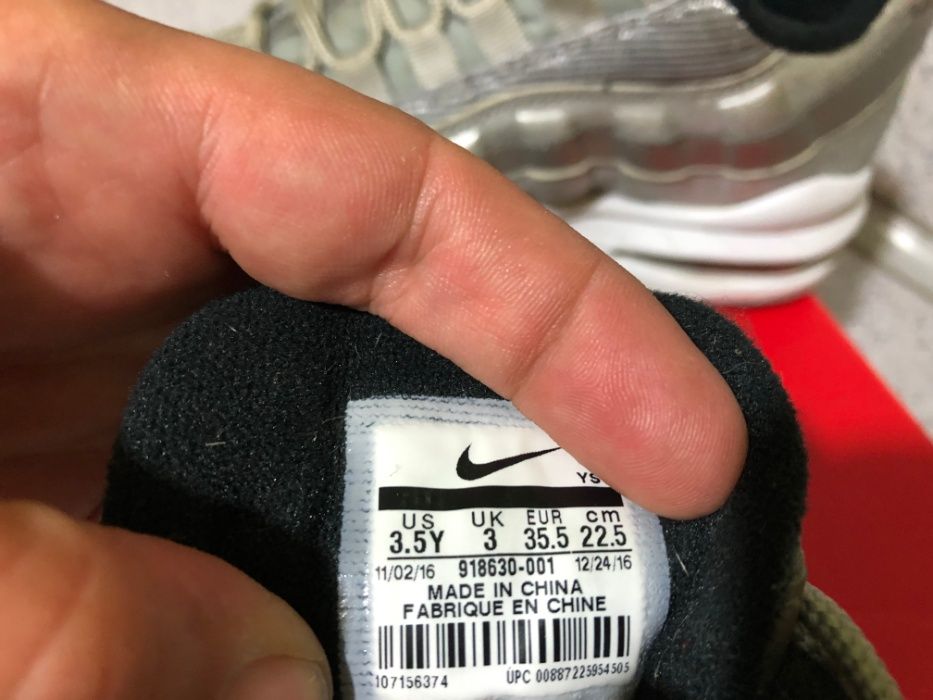 YS
US UK EUR cm
3.5Y 3 35.5 22.5
11/02/16 918630-001 12/24/16
MADE IN CHINA
FABRIQUE EN CHINE
107156374 UPC 00887225954505